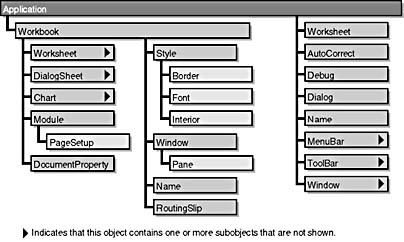 Application
Workbook
Worksheet
DialogSheet
Chart
Module
PageSetup
DocumentProperty
Style
Border
Font
Interior
Window
Pane
Name
RoutingSlip
Worksheet
AutoCorrect
Debug
Dialog
Name
MenuBar
ToolBar
Window
Indicates that this object contains one or more subobjects that are not shown.